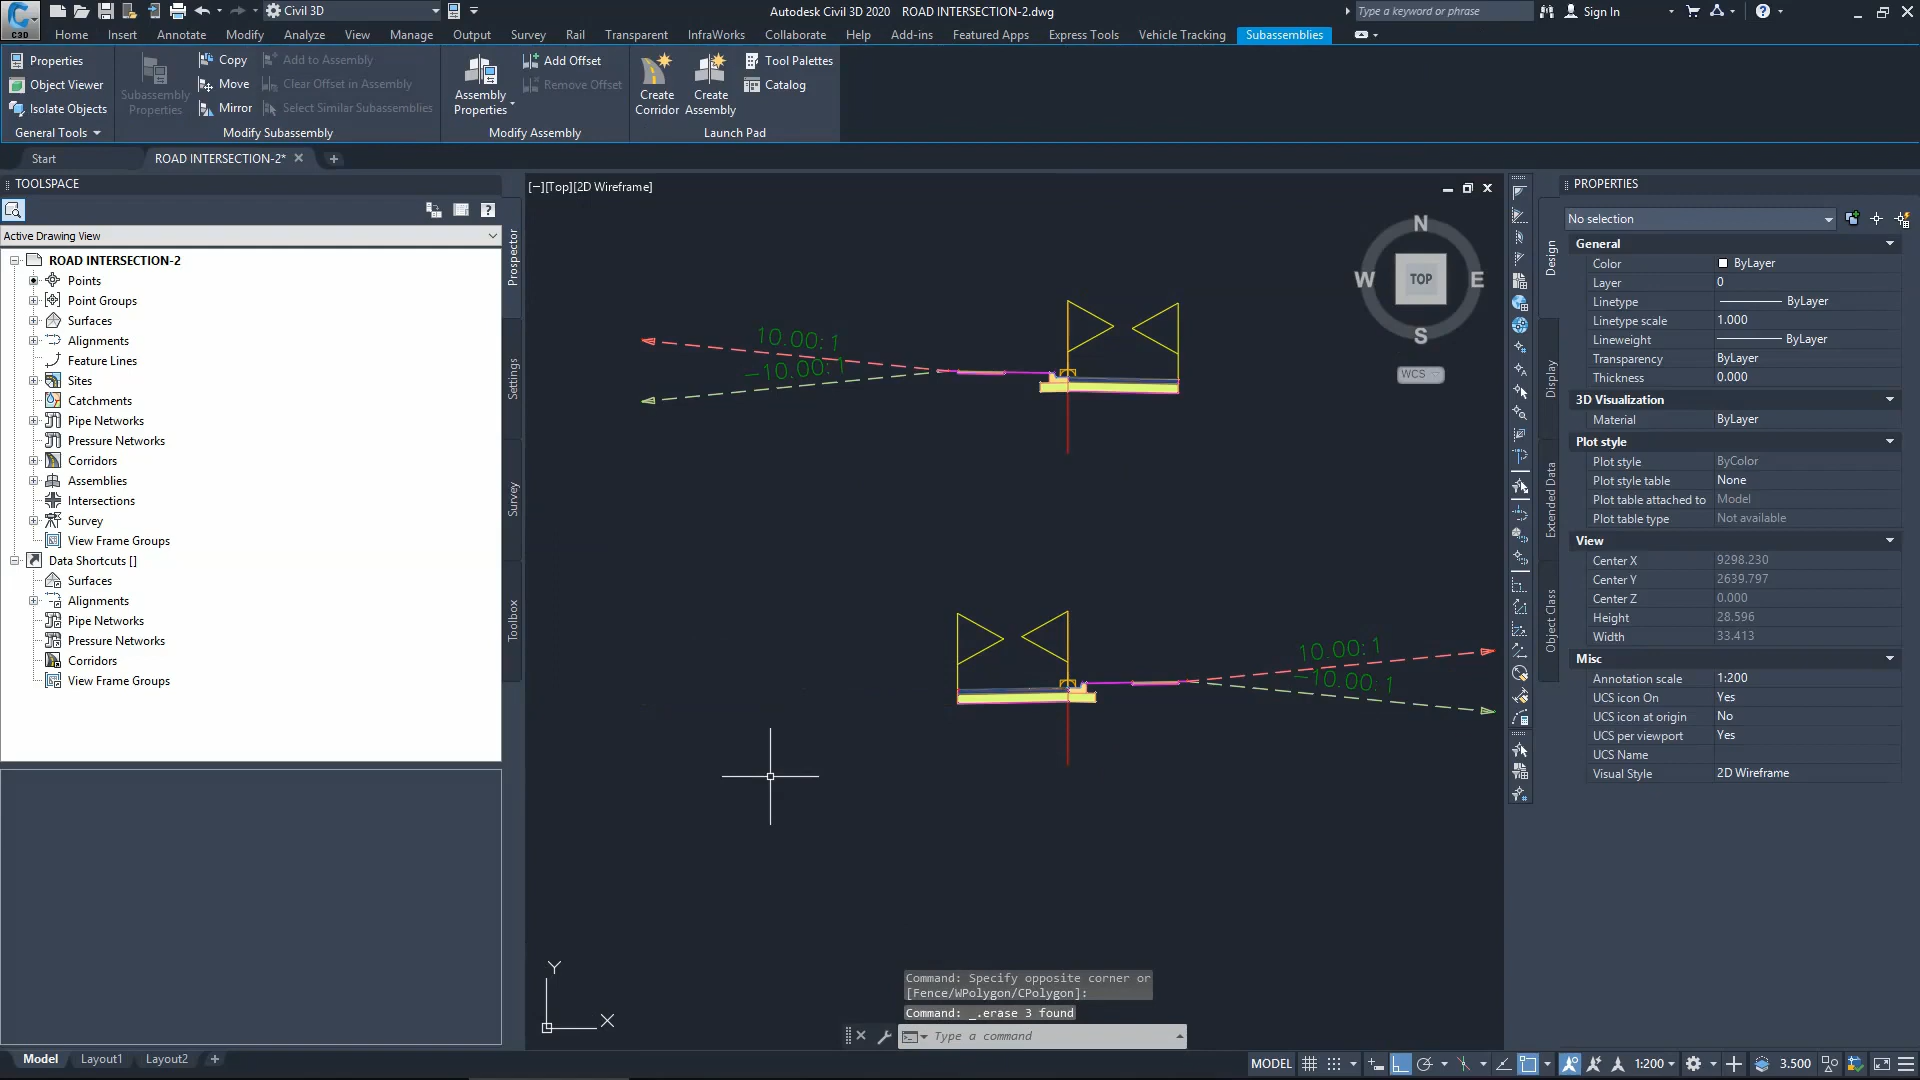 Civil 3D
Autodesk Civil 3D 2020 ROAD INTERSECTION-2.dwg
Type a keyword or phrase
Sign In
C3D
Home Insert Annotate Modify Analyze View Manage Output Survey Rail Transparent InfraWorks Collaborate Help Add-ins Featured Apps Express Tools Vehicle Tracking Subassemblies
Properties
Object Viewer
Isolate Objects
General Tools
Subassembly
Properties
Copy
Move
Mirror
Add to Assembly
Clear Offset in Assembly
Select Similar Subassemblies
Modify Subassembly
Assembly
Properties
Add Offset
Remove Offset
Modify Assembly
Create
Corridor
Create
Assembly
Tool Palettes
Catalog
Launch Pad
Start ROAD INTERSECTION-2*
TOOLSPACE
Active Drawing View
ROAD INTERSECTION-2
Points
Point Groups
Surfaces
Alignments
Feature Lines
Sites
Catchments
Pipe Networks
Pressure Networks
Corridors
Assemblies
Intersections
Survey
View Frame Groups
Data Shortcuts []
Surfaces
Alignments
Pipe Networks
Pressure Networks
Corridors
View Frame Groups
Prospector
Settings
Survey
Toolbox
[−][Top][2D Wireframe]
N
W TOP E
S
WCS
10.00:1
−10.00:1
10.00:1
−10.00:1
Y
X
Command: Specify opposite corner or
[Fence/WPolygon/CPolygon]:
Command: _.erase 3 found
Type a command
PROPERTIES
No selection
General
Color ByLayer
Layer 0
Linetype ByLayer
Linetype scale 1.000
Lineweight ByLayer
Transparency ByLayer
Thickness 0.000
3D Visualization
Material ByLayer
Plot style
Plot style ByColor
Plot style table None
Plot table attached to Model
Plot table type Not available
View
Center X 9298.230
Center Y 2639.797
Center Z 0.000
Height 28.596
Width 33.413
Misc
Annotation scale 1:200
UCS icon On Yes
UCS icon at origin No
UCS per viewport Yes
UCS Name
Visual Style 2D Wireframe
Design
Display
Extended Data
Object Class
Model Layout1 Layout2
MODEL 1:200 3.500